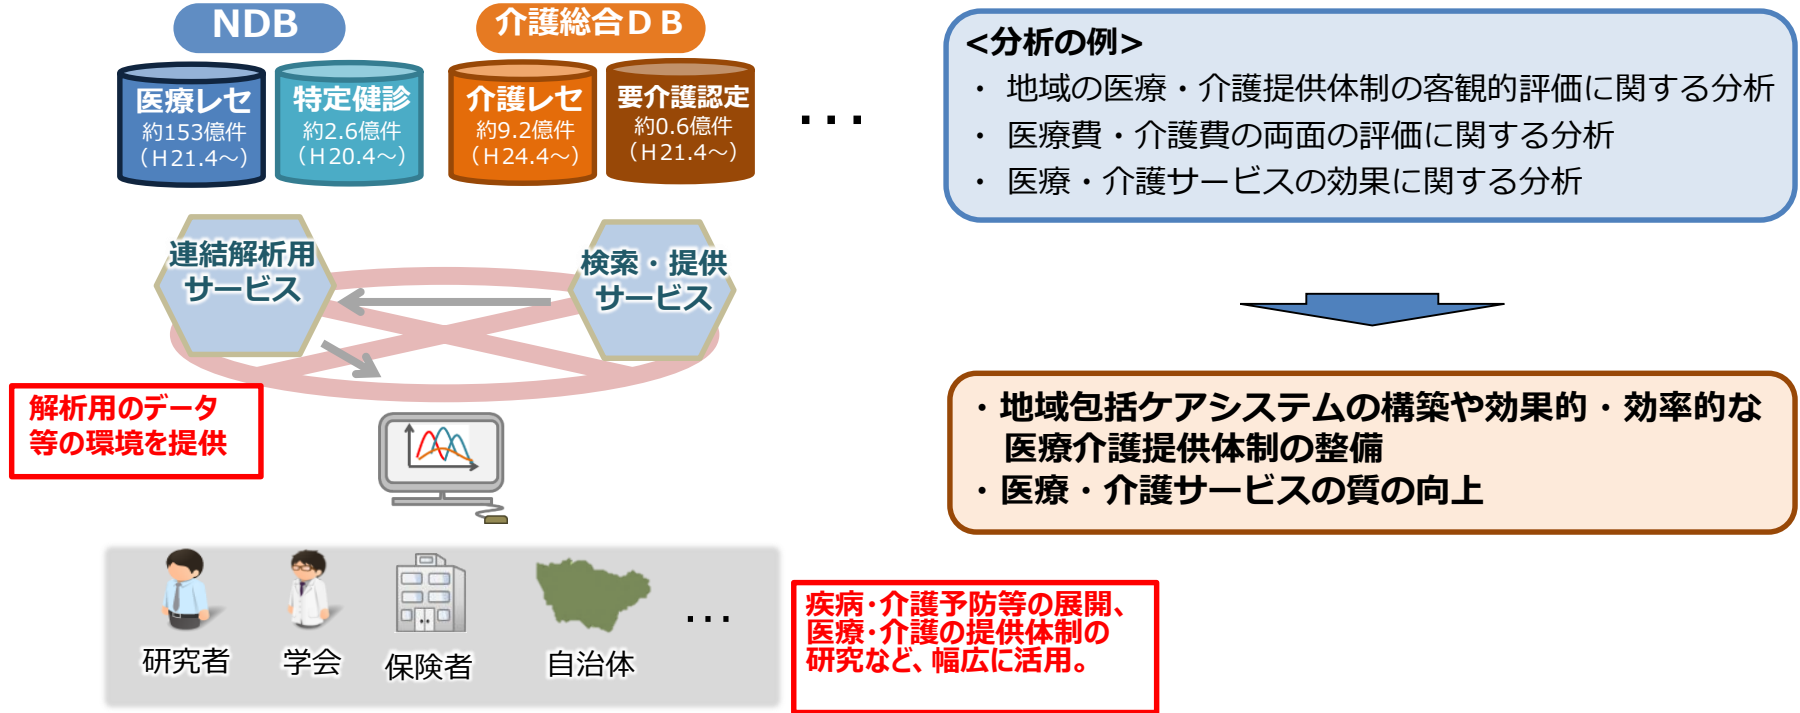 NDB
介護総合DB
医療レセ
約153億件
（H21.4～）
特定健診
約2.6億件
（H20.4～）
介護レセ
約9.2億件
（H24.4～）
要介護認定
約0.6億件
（H21.4～）
・・・
連結解析用
サービス
検索・提供
サービス
解析用のデータ
等の環境を提供
研究者
学会
保険者
自治体
・・・
疾病・介護予防等の展開、
医療・介護の提供体制の
研究など、幅広に活用。
<分析の例>
・ 地域の医療・介護提供体制の客観的評価に関する分析
・ 医療費・介護費の両面の評価に関する分析
・ 医療・介護サービスの効果に関する分析
・地域包括ケアシステムの構築や効果的・効率的な
医療介護提供体制の整備
・医療・介護サービスの質の向上